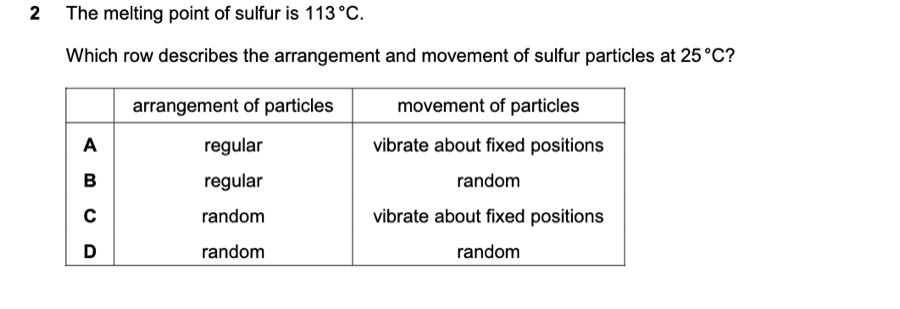 2 The melting point of sulfur is 113 °C.
Which row describes the arrangement and movement of sulfur particles at 25 °C?
arrangement of particles movement of particles
A regular vibrate about fixed positions
B regular random
C random vibrate about fixed positions
D random random